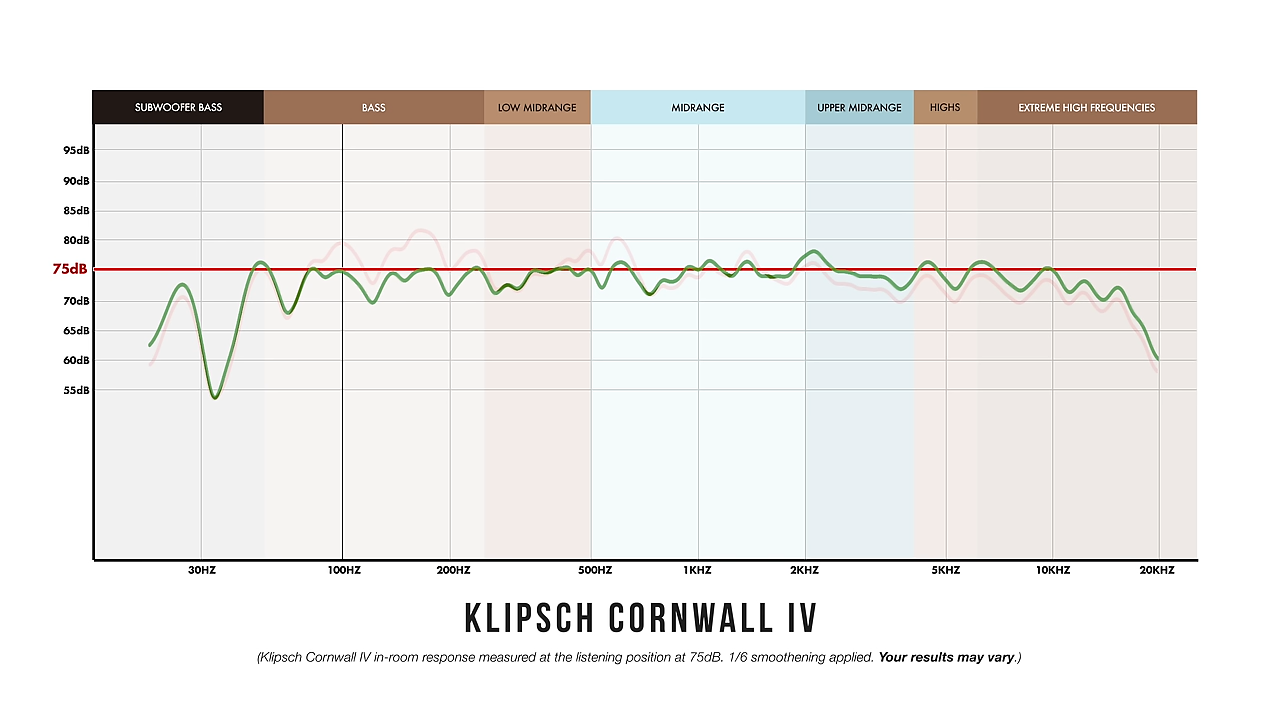 SUBWOOFER BASS BASS LOW MIDRANGE MIDRANGE UPPER MIDRANGE HIGHS EXTREME HIGH FREQUENCIES
95dB
90dB
85dB
80dB
75dB
70dB
65dB
60dB
55dB
30HZ 100HZ 200HZ 500HZ 1KHZ 2KHZ 5KHZ 10KHZ 20KHZ
KLIPSCH CORNWALL IV
(Klipsch Cornwall IV in-room response measured at the listening position at 75dB. 1/6 smoothening applied. Your results may vary.)